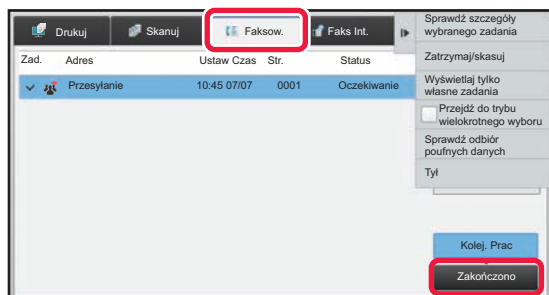 Drukuj
Skanuj
Faksow.
Faks Int.
Zad.
Adres
Ustaw Czas
Str.
Status
Przesyłanie
10:45 07/07
0001
Oczekiwanie
Sprawdź szczegóły
wybranego zadania
Zatrzymaj/skasuj
Wyświetlaj tylko
własne zadania
Przejdź do trybu
wielokrotnego wyboru
Sprawdź odbiór
poufnych danych
Tył
Kolej. Prac
Zakończono